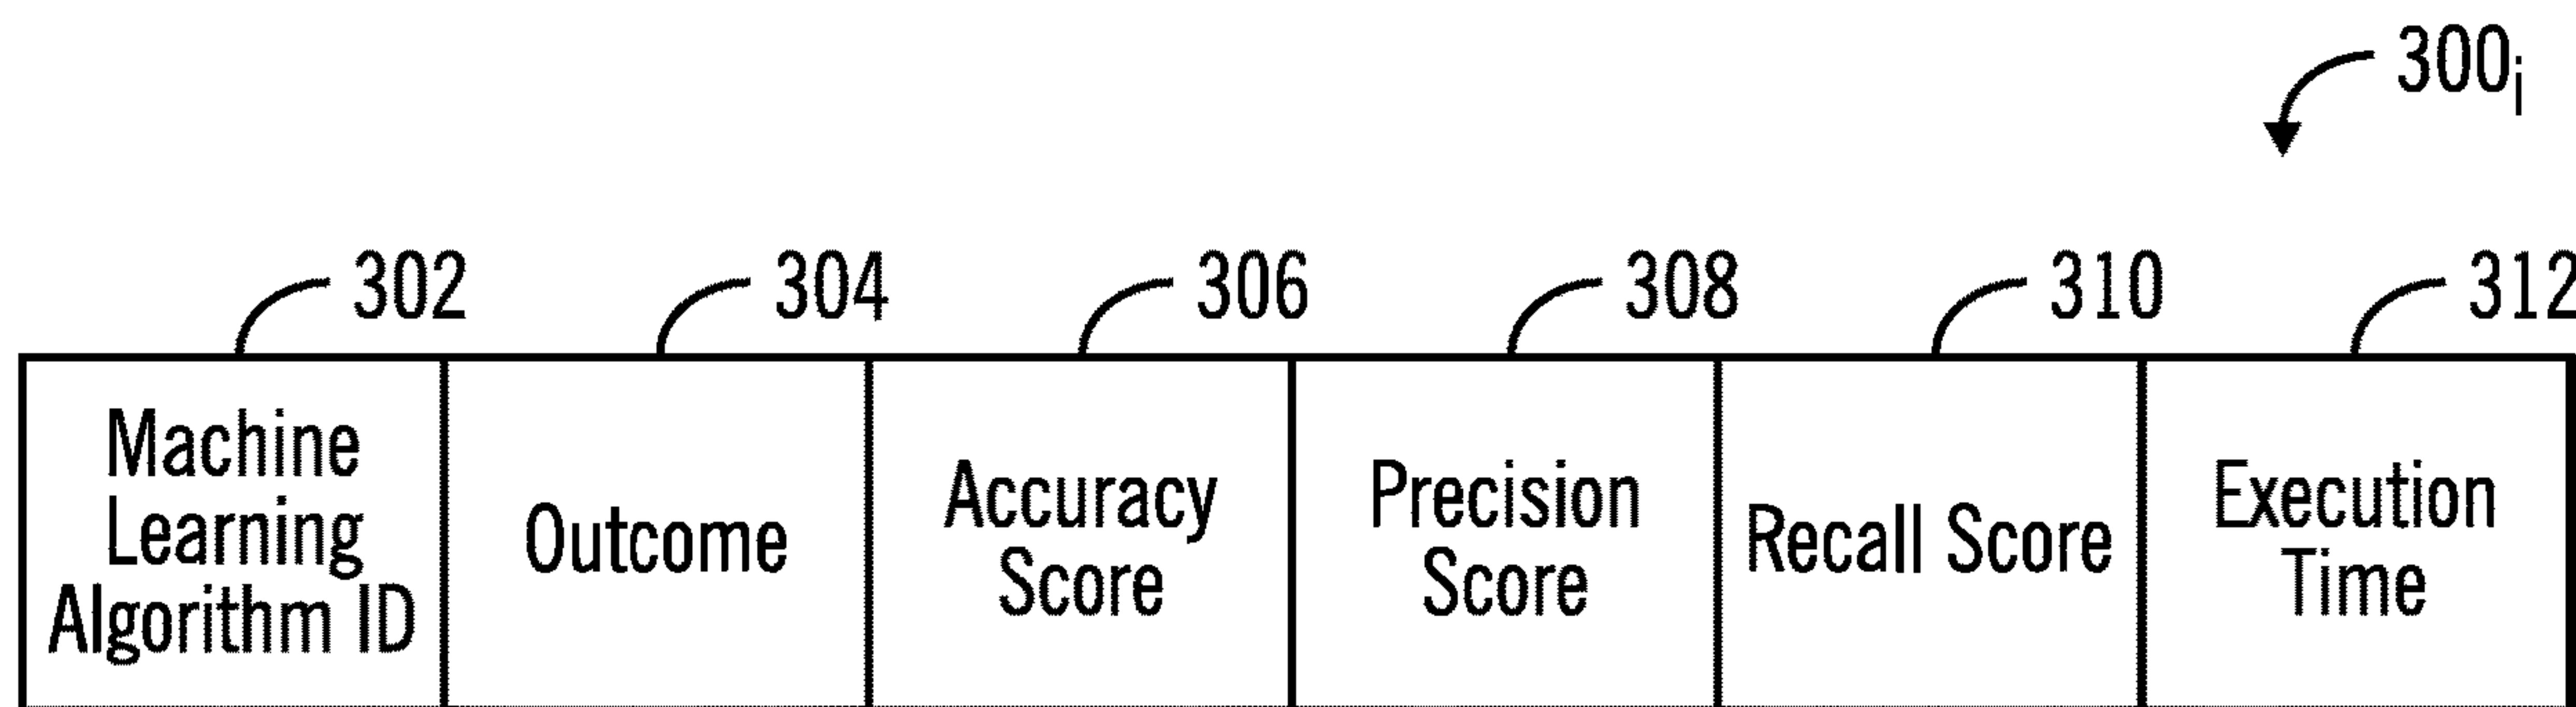 300i
302
304
306
308
310
312
Machine
Learning
Algorithm ID
Outcome
Accuracy
Score
Precision
Score
Recall Score
Execution
Time